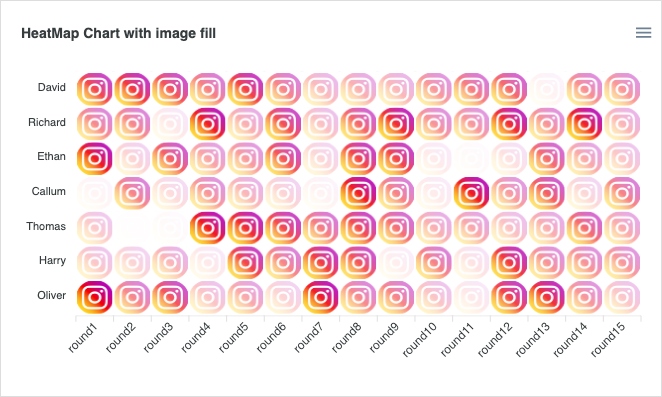 HeatMap Chart with image fill
David
Richard
Ethan
Callum
Thomas
Harry
Oliver
round1
round2
round3
round4
round5
round6
round7
round8
round9
round10
round11
round12
round13
round14
round15